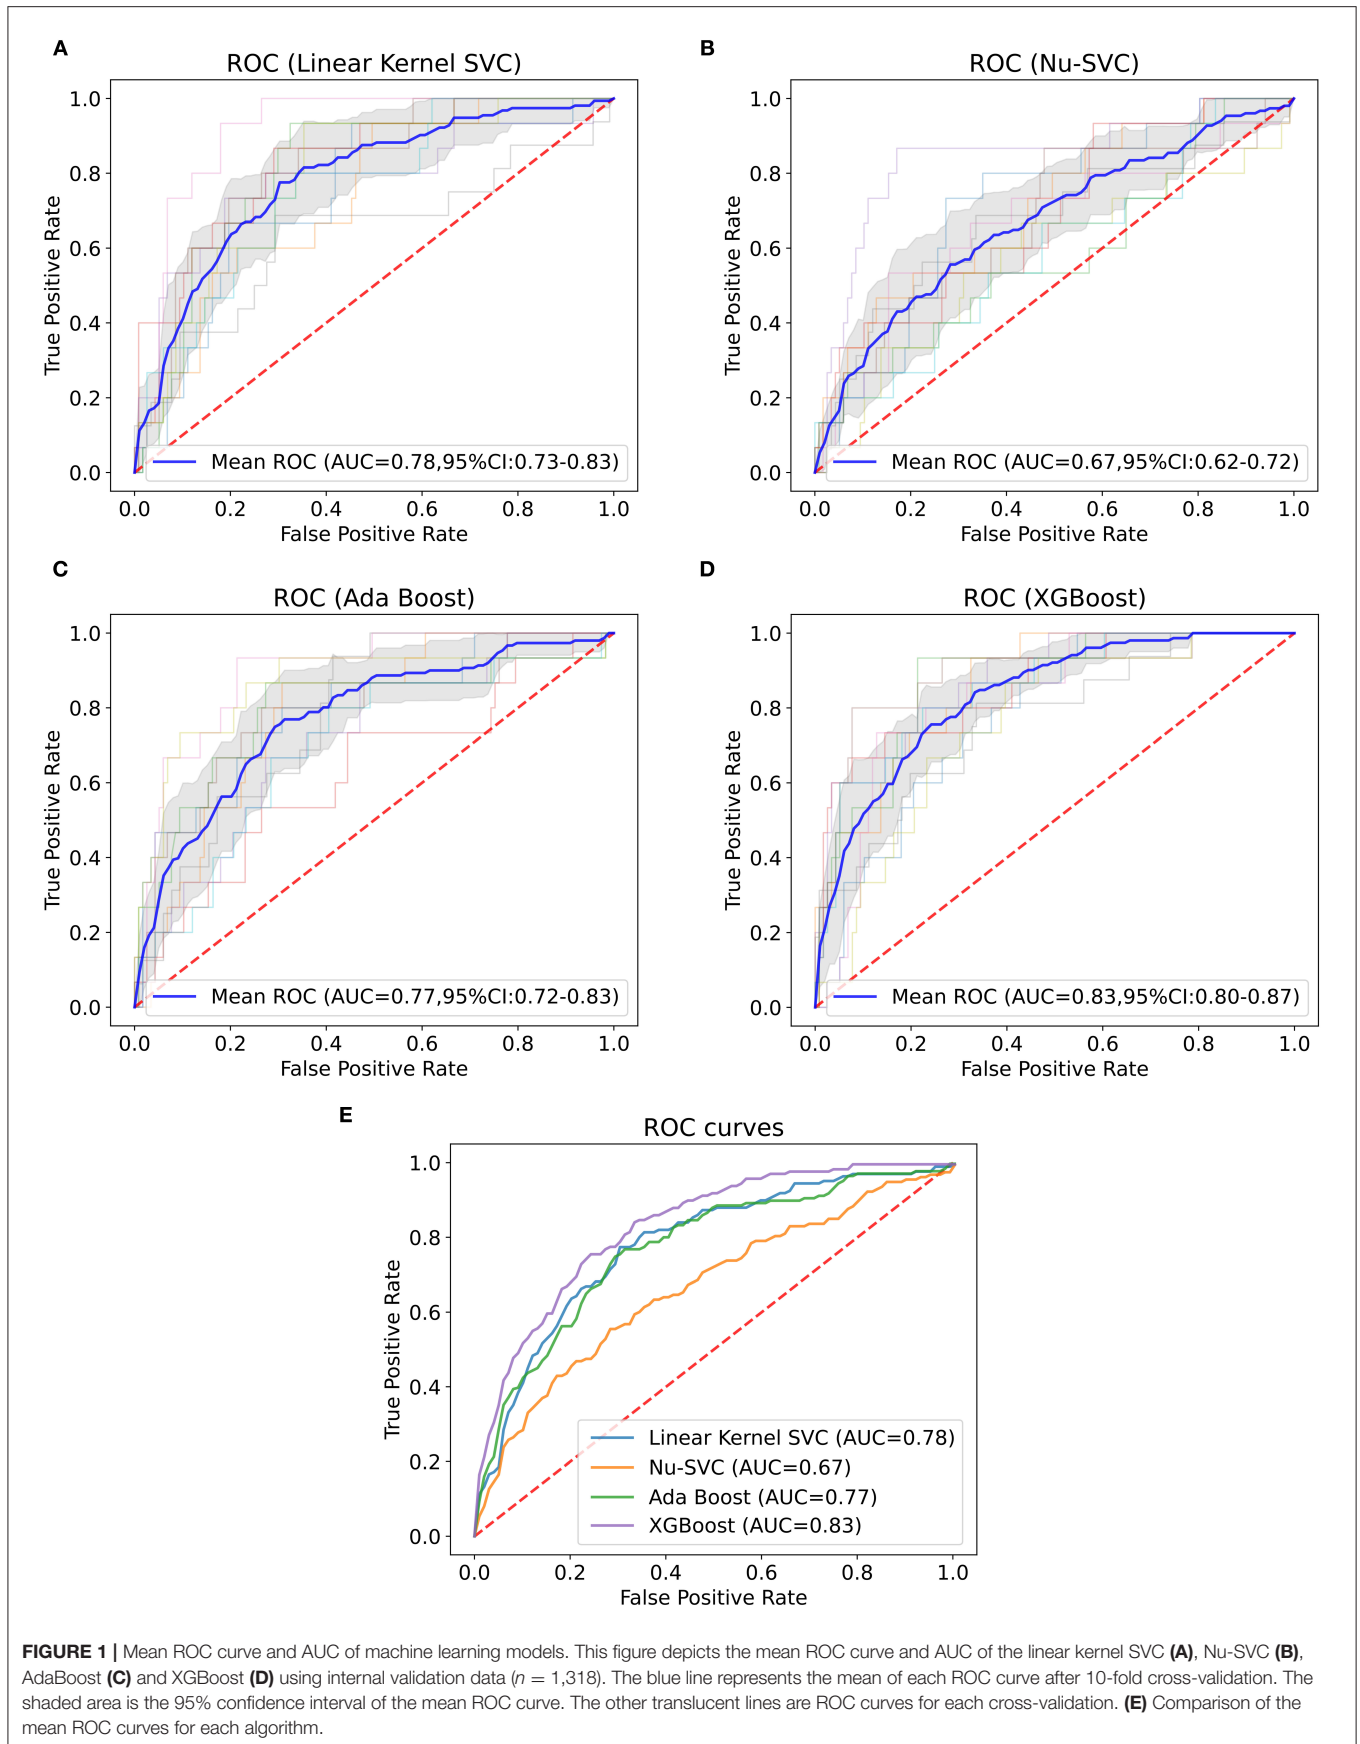 A
ROC (Linear Kernel SVC)
1.0
0.8
0.6
0.4
0.2
0.0
True Positive Rate
Mean ROC (AUC=0.78,95%CI:0.73-0.83)
0.0 0.2 0.4 0.6 0.8 1.0
False Positive Rate
B
ROC (Nu-SVC)
1.0
0.8
0.6
0.4
0.2
0.0
True Positive Rate
Mean ROC (AUC=0.67,95%CI:0.62-0.72)
0.0 0.2 0.4 0.6 0.8 1.0
False Positive Rate
C
ROC (Ada Boost)
1.0
0.8
0.6
0.4
0.2
0.0
True Positive Rate
Mean ROC (AUC=0.77,95%CI:0.72-0.83)
0.0 0.2 0.4 0.6 0.8 1.0
False Positive Rate
D
ROC (XGBoost)
1.0
0.8
0.6
0.4
0.2
0.0
True Positive Rate
Mean ROC (AUC=0.83,95%CI:0.80-0.87)
0.0 0.2 0.4 0.6 0.8 1.0
False Positive Rate
E
ROC curves
1.0
0.8
0.6
0.4
0.2
0.0
True Positive Rate
Linear Kernel SVC (AUC=0.78)
Nu-SVC (AUC=0.67)
Ada Boost (AUC=0.77)
XGBoost (AUC=0.83)
0.0 0.2 0.4 0.6 0.8 1.0
False Positive Rate
FIGURE 1 | Mean ROC curve and AUC of machine learning models. This figure depicts the mean ROC curve and AUC of the linear kernel SVC (A), Nu-SVC (B),
AdaBoost (C) and XGBoost (D) using internal validation data (n = 1,318). The blue line represents the mean of each ROC curve after 10-fold cross-validation. The
shaded area is the 95% confidence interval of the mean ROC curve. The other translucent lines are ROC curves for each cross-validation. (E) Comparison of the
mean ROC curves for each algorithm.